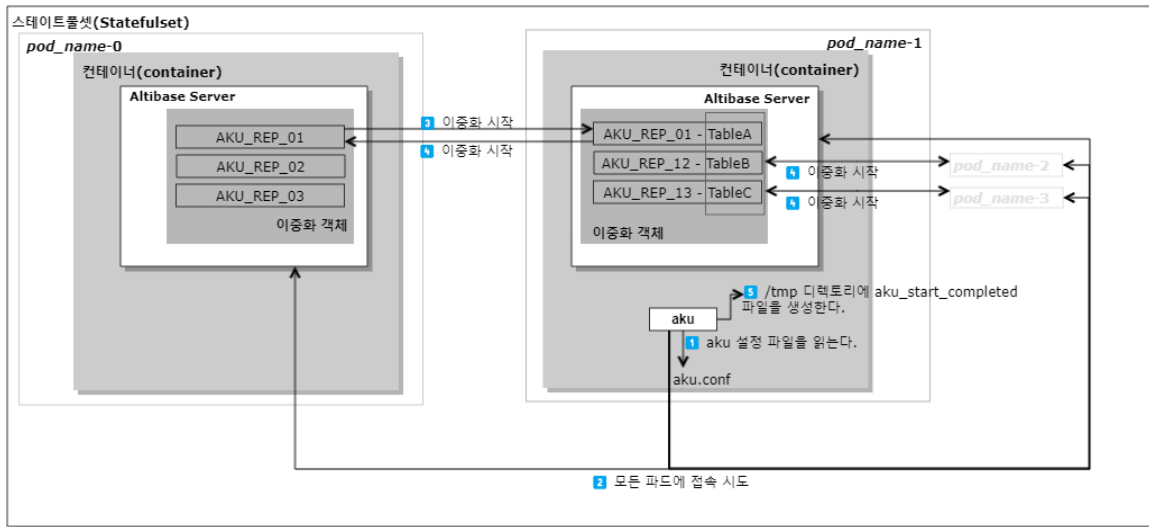 스테이트풀셋(Statefulset)
pod_name-0
컨테이너(container)
Altibase Server
AKU_REP_01
AKU_REP_02
AKU_REP_03
이중화 객체
3 이중화 시작
4 이중화 시작
pod_name-1
컨테이너(container)
Altibase Server
AKU_REP_01 - TableA
AKU_REP_12 - TableB
AKU_REP_13 - TableC
이중화 객체
4 이중화 시작
4 이중화 시작
pod_name-2
pod_name-3
5 /tmp 디렉토리에 aku_start_completed
파일을 생성한다.
aku
1 aku 설정 파일을 읽는다.
aku.conf
2 모든 파드에 접속 시도